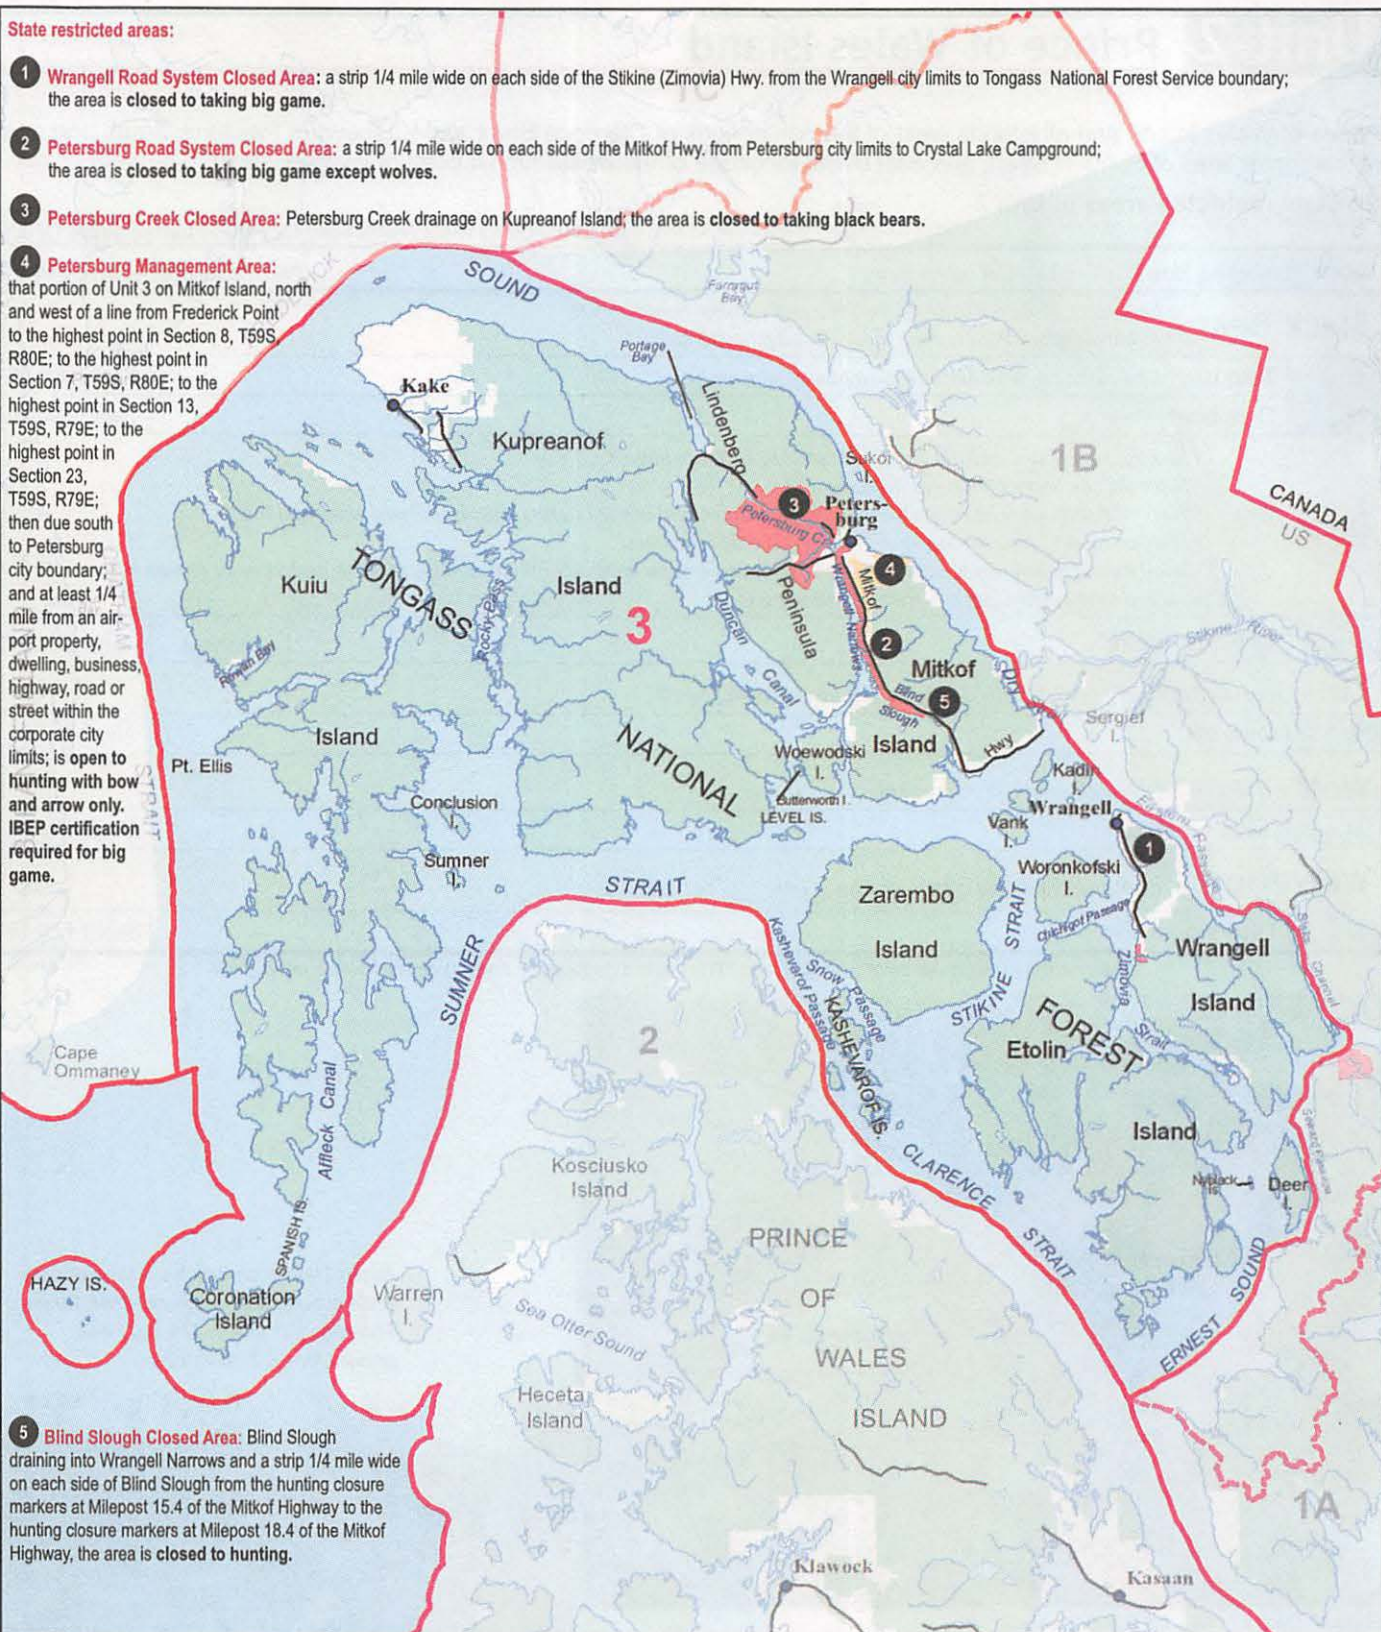 State restricted areas:
1 Wrangell Road System Closed Area: a strip 1/4 mile wide on each side of the Stikine (Zimovia) Hwy. from the Wrangell city limits to Tongass National Forest Service boundary;
the area is closed to taking big game.
2 Petersburg Road System Closed Area: a strip 1/4 mile wide on each side of the Mitkof Hwy. from Petersburg city limits to Crystal Lake Campground;
the area is closed to taking big game except wolves.
3 Petersburg Creek Closed Area: Petersburg Creek drainage on Kupreanof Island; the area is closed to taking black bears.
4 Petersburg Management Area:
that portion of Unit 3 on Mitkof Island, north
and west of a line from Frederick Point
to the highest point in Section 8, T59S,
R80E; to the highest point in
Section 7, T59S, R80E; to the
highest point in Section 13,
T59S, R79E; to the
highest point in
Section 23,
T59S, R79E;
then due south
to Petersburg
city boundary;
and at least 1/4
mile from an air-
port property,
dwelling, business,
highway, road or
street within the
corporate city
limits; is open to
hunting with bow
and arrow only.
IBEP certification
required for big
game.
SOUND
Farragut
Bay
Portage
Bay
Kake
Lindenberg
Kupreanof
1B
Sukoi
I.
CANADA
US
3
Peters-
burg
Petersburg
4
TONGASS
Kuiu
Island
3
Rocky Pass
Peninsula
Mitkof
Wrangell Narrows
Duncan
Canal
2
Mitkof
Stikine River
Dry
Blind
Slough
5
Sergief
I.
Island
Pt. Ellis
STRAIT
NATIONAL
Woewodski
I.
Island
Hwy
Kadin
I.
Conclusion
I.
Butterworth I.
LEVEL IS.
Vank
I.
Wrangell
1
Sumner
I.
STRAIT
Zarembo
Island
Woronkofski
I.
STRAIT
Chichagof Passage
SUMNER
Kashevarof Passage
Snow
Passage
KASHEVAROF IS.
STIKINE
Zimovia
Strait
Wrangell
Island
2
FOREST
Etolin
Island
Cape
Ommaney
Affleck Canal
Kosciusko
Island
CLARENCE
STRAIT
Deer
I.
SPANISH IS.
PRINCE
OF
WALES
ISLAND
HAZY IS.
Coronation
Island
Warren
I.
Sea Otter Sound
ERNEST SOUND
Heceta
Island
1A
5 Blind Slough Closed Area: Blind Slough
draining into Wrangell Narrows and a strip 1/4 mile wide
on each side of Blind Slough from the hunting closure
markers at Milepost 15.4 of the Mitkof Highway to the
hunting closure markers at Milepost 18.4 of the Mitkof
Highway, the area is closed to hunting.
Klawock
Kasaan